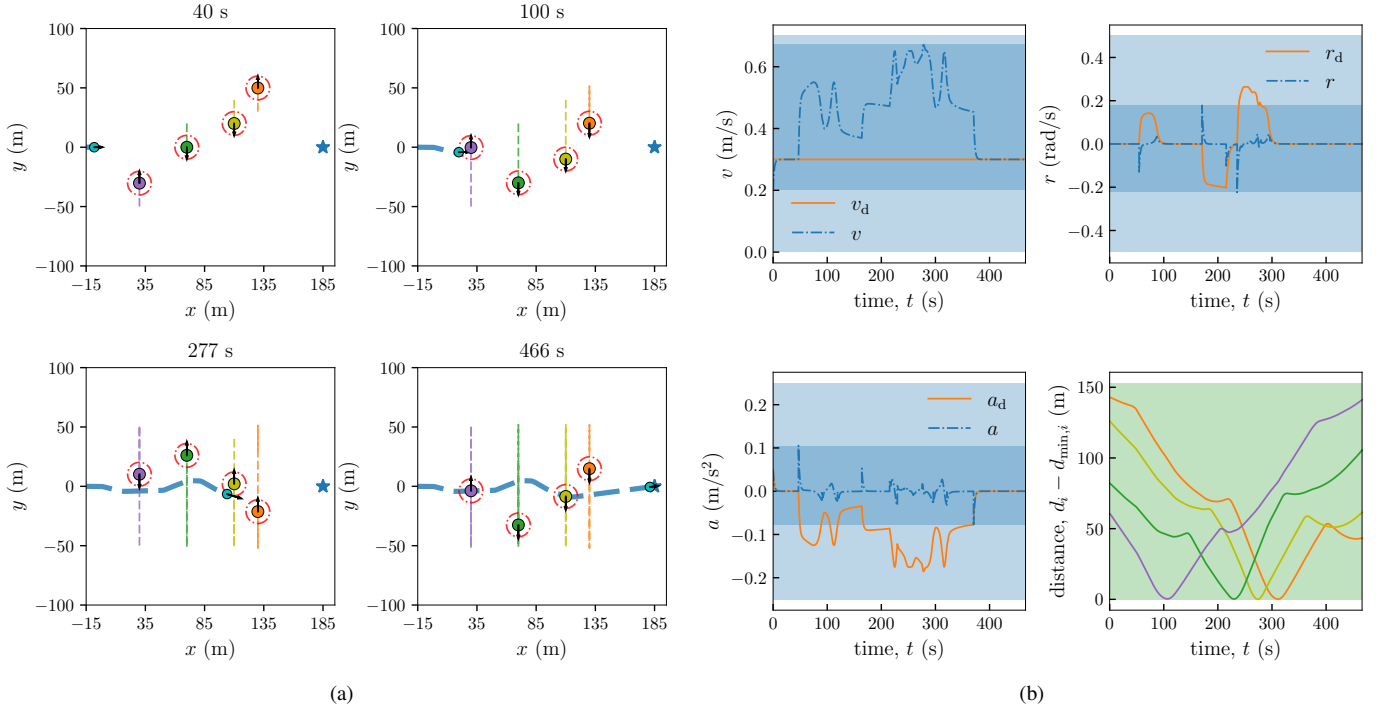 40 s
100
50
0
−50
−100
y (m)
−15 35 85 135 185
x (m)
100 s
100
50
0
−50
−100
y (m)
−15 35 85 135 185
x (m)
277 s
100
50
0
−50
−100
y (m)
−15 35 85 135 185
x (m)
466 s
100
50
0
−50
−100
y (m)
−15 35 85 135 185
x (m)
(a)
0.6
0.4
0.2
0.0
v (m/s)
v_d
v
0 100 200 300 400
time, t (s)
0.4
0.2
0.0
−0.2
−0.4
r (rad/s)
r_d
r
0 100 200 300 400
time, t (s)
0.2
0.1
0.0
−0.1
−0.2
a (m/s²)
a_d
a
0 100 200 300 400
time, t (s)
150
100
50
0
distance, d_i − d_min,i (m)
0 100 200 300 400
time, t (s)
(b)